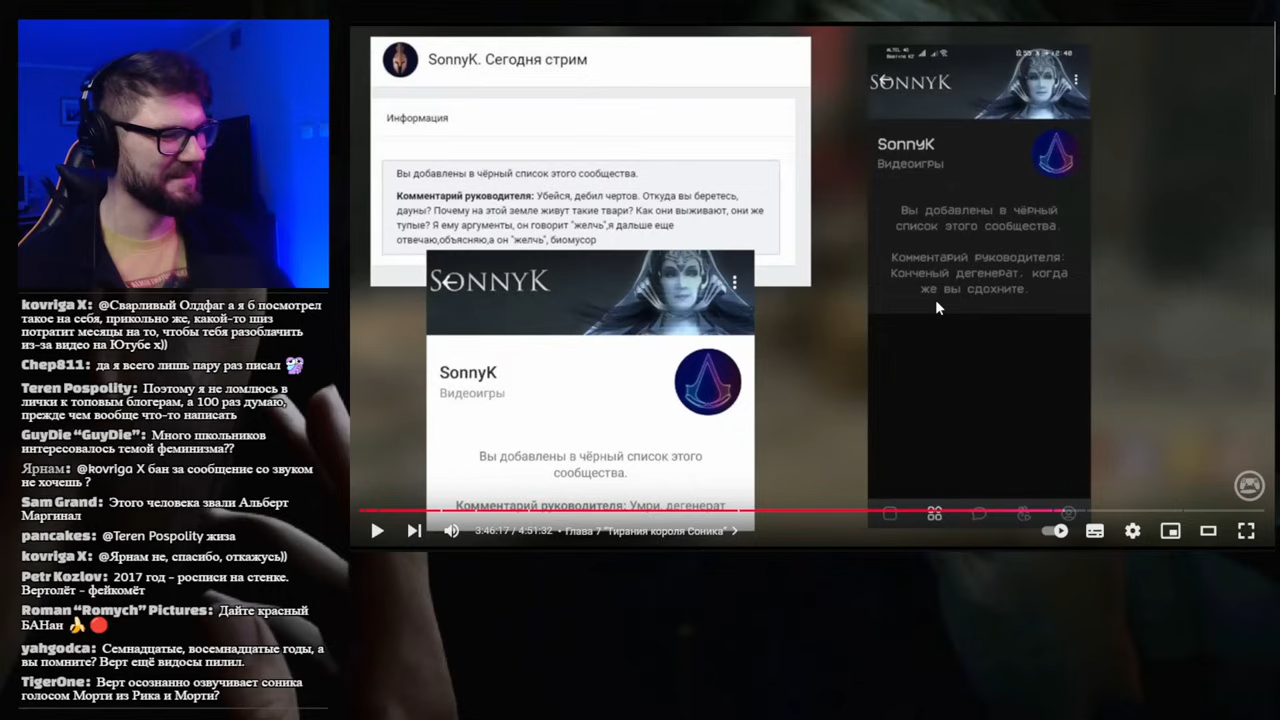 SonnyK. Сегодня стрим
Информация
Вы добавлены в чёрный список этого сообщества.
Комментарий руководителя: Убейся, дебил чертов. Откуда вы беретесь,
дауны? Почему на этой земле живут такие твари? Как они выживают, они же
тупые? Я ему аргументы, он говорит "желчь",я дальше еще
отвечаю,объясняю,а он "желчь", биомусор
SONNYK
SonnyK
Видеоигры
Вы добавлены в чёрный список этого
сообщества.
Комментарий руководителя: Умри, дегенерат
SONNYK
SonnyK
Видеоигры
Вы добавлены в чёрный
список этого сообщества.
Комментарий руководителя:
Конченый дегенерат, когда
же вы сдохните.
3:46:17 / 4:51:32 • Глава 7 "Тирания короля Соника"
kovriga X: @Сварливый Олдфаг а я б посмотрел
такое на себя, прикольно же, какой-то шиз
потратит месяцы на то, чтобы тебя разоблачить
из-за видео на Ютубе х))
Chep811: да я всего лишь пару раз писал
Teren Pospolity: Поэтому я не ломлюсь в
лички к топовым блогерам, а 100 раз думаю,
прежде чем вообще что-то написать
GuyDie “GuyDie”: Много школьников
интересовалось темой феминизма??
Ярнам: @kovriga X бан за сообщение со звуком
не хочешь ?
Sam Grand: Этого человека звали Альберт
Маргинал
pancakes: @Teren Pospolity жиза
kovriga X: @Ярнам не, спасибо, откажусь))
Petr Kozlov: 2017 год - росписи на стенке.
Вертолёт - фейкомёт
Roman “Romych” Pictures: Дайте красный
БАНан 🍌 🔴
yahgodca: Семнадцатые, восемнадцатые годы, а
вы помните? Верт ещё видосы пилил.
TigerOne: Верт осознанно озвучивает соника
голосом Морти из Рика и Морти?